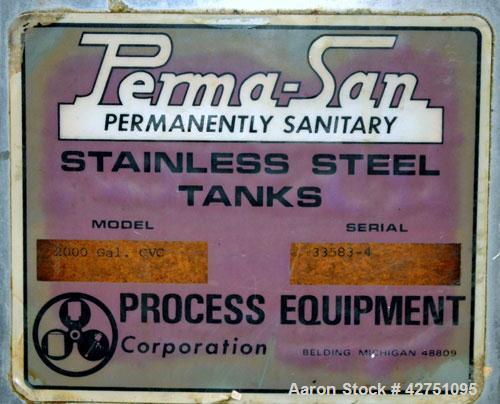 Perma-San
PERMANENTLY SANITARY
STAINLESS STEEL
TANKS
MODEL SERIAL
2000 Gal. CVC 33583-4
PROCESS EQUIPMENT
Corporation BELDING MICHIGAN 48809
Aaron Stock # 42751095